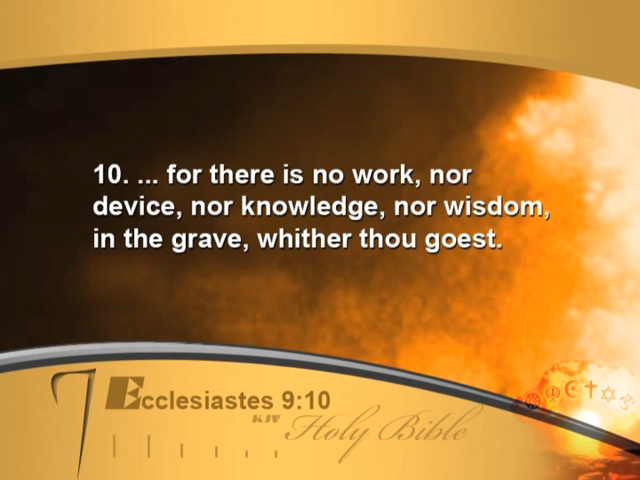 10. ... for there is no work, nor
device, nor knowledge, nor wisdom,
in the grave, whither thou goest.
Ecclesiastes 9:10
KJV Holy Bible